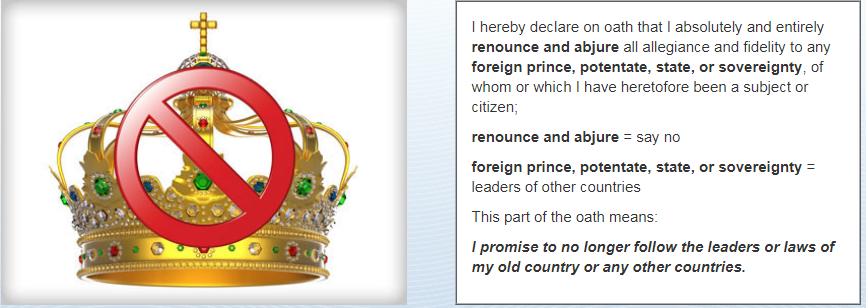 I hereby declare on oath that I absolutely and entirely
renounce and abjure all allegiance and fidelity to any
foreign prince, potentate, state, or sovereignty, of
whom or which I have heretofore been a subject or
citizen;
renounce and abjure = say no
foreign prince, potentate, state, or sovereignty =
leaders of other countries
This part of the oath means:
I promise to no longer follow the leaders or laws of
my old country or any other countries.